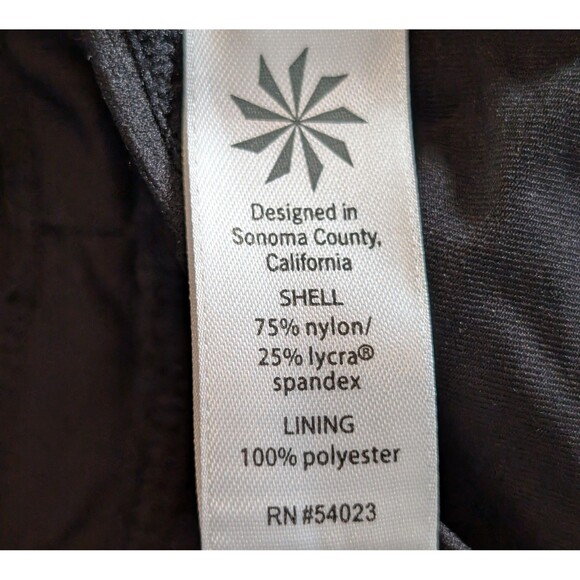 Designed in
Sonoma County,
California
SHELL
75% nylon/
25% lycra®
spandex
LINING
100% polyester
RN #54023